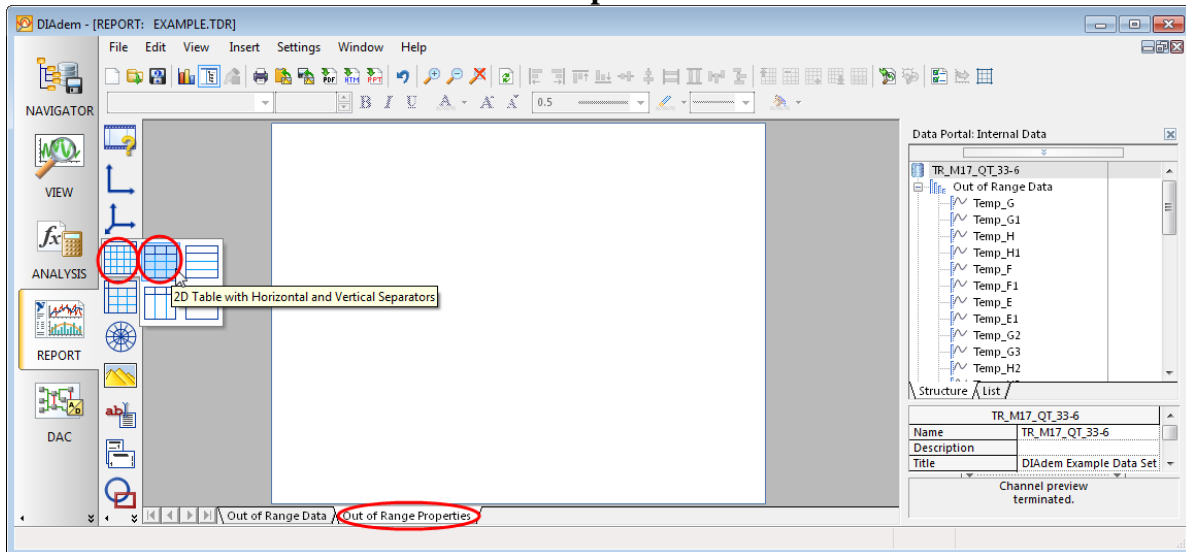 DIAdem - [REPORT: EXAMPLE.TDR]
File Edit View Insert Settings Window Help
NAVIGATOR
B I U A A A 0.5
VIEW
ANALYSIS
REPORT
DAC
2D Table with Horizontal and Vertical Separators
Out of Range Data
Out of Range Properties
Data Portal: Internal Data
TR_M17_QT_33-6
Out of Range Data
Temp_G
Temp_G1
Temp_H
Temp_H1
Temp_F
Temp_F1
Temp_E
Temp_E1
Temp_G2
Temp_G3
Temp_H2
Structure List
TR_M17_QT_33-6
Name TR_M17_QT_33-6
Description
Title DIAdem Example Data Set
Channel preview
terminated.